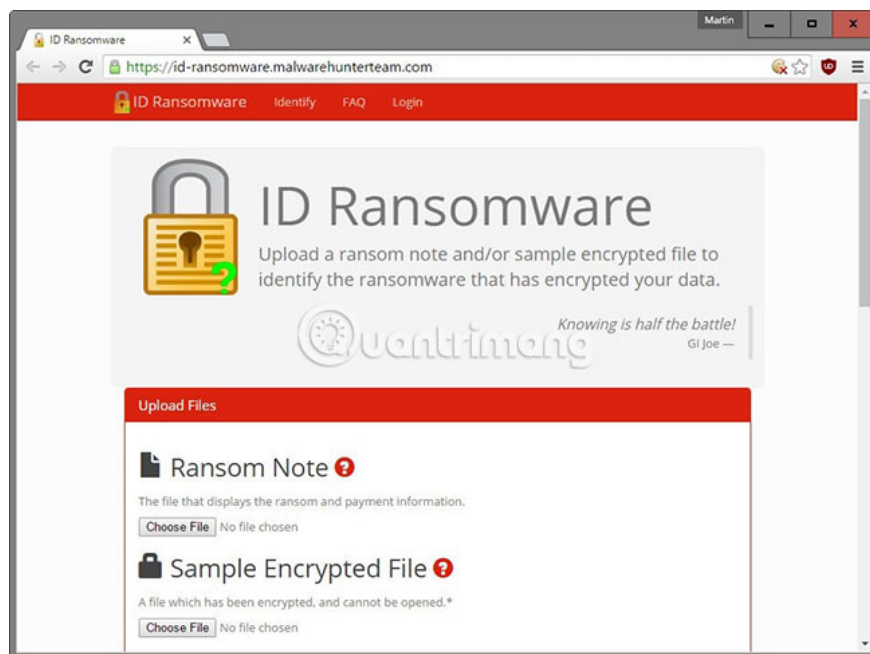 Martin
ID Ransomware
https://id-ransomware.malwarehunterteam.com
ID Ransomware Identify FAQ Login
ID Ransomware
Upload a ransom note and/or sample encrypted file to
identify the ransomware that has encrypted your data.
Knowing is half the battle!
GI Joe —
Quantrimang
Upload Files
Ransom Note ?
The file that displays the ransom and payment information.
Choose File No file chosen
Sample Encrypted File ?
A file which has been encrypted, and cannot be opened.*
Choose File No file chosen